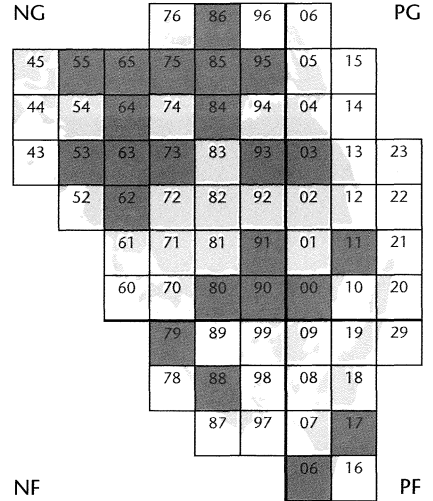 NG 76 86 96 06 PG
45 55 65 75 85 95 05 15
44 54 64 74 84 94 04 14
43 53 63 73 83 93 03 13 23
52 62 72 82 92 02 12 22
61 71 81 91 01 11 21
60 70 80 90 00 10 20
79 89 99 09 19 29
78 88 98 08 18
87 97 07 17
NF 06 16 PF